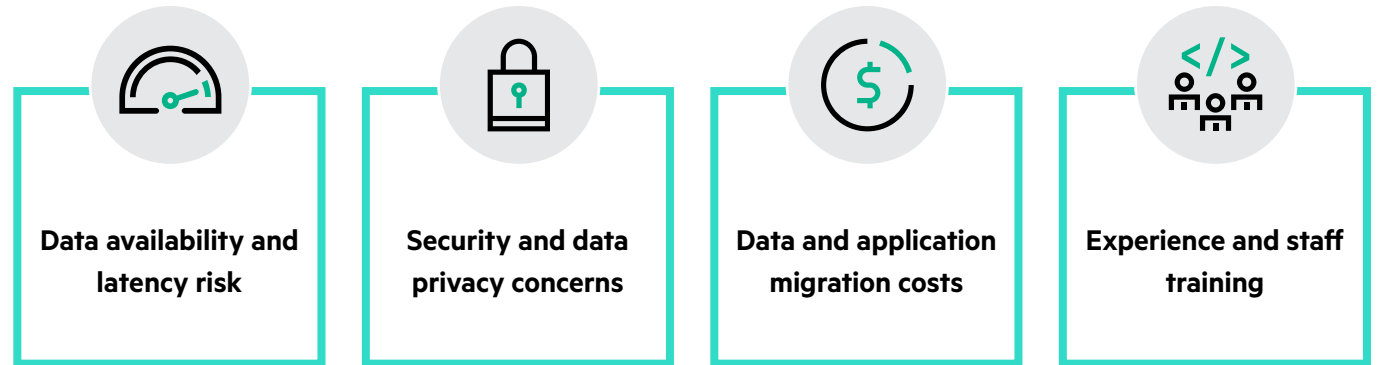 Data availability and
latency risk
Security and data
privacy concerns
Data and application
migration costs
Experience and staff
training